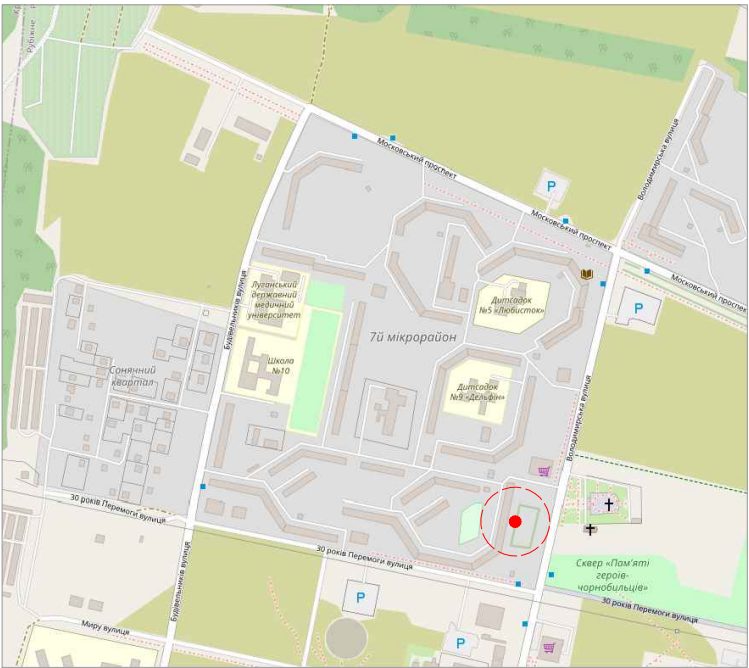 Рубіжне
Московський проспект
Володимирська вулиця
P
Московський проспект
Московський проспект
Луганський
державний
медичний
університет
Будівельників вулиця
Дитсадок
№5 «Любисток»
P
7й мікрорайон
Школа
№10
Сонячний
квартал
Дитсадок
№9 «Дельфін»
Володимирська вулиця
30 років Перемоги вулиця
30 років Перемоги вулиця
Сквер «Пам'яті
героїв-
чорнобильців»
Будівельників вулиця
P
30 років Перемоги вулиця
Миру вулиця
P